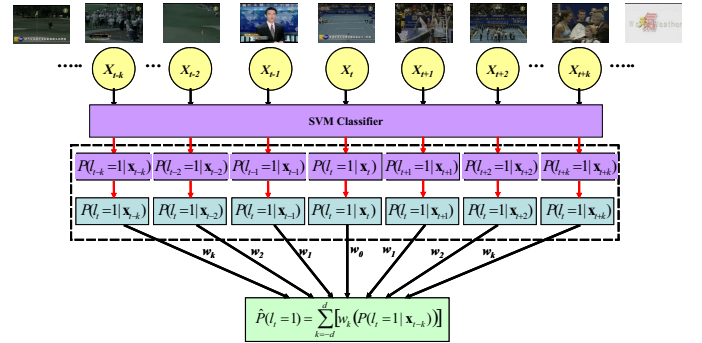 ..... X_{t-k} ... X_{t-2} X_{t-1} X_t X_{t+1} X_{t+2} ... X_{t+k} .....
SVM Classifier
P(l_{t-k}=1|x_{t-k}) P(l_{t-2}=1|x_{t-2}) P(l_{t-1}=1|x_{t-1}) P(l_t=1|x_t) P(l_{t+1}=1|x_{t+1}) P(l_{t+2}=1|x_{t+2}) P(l_{t+k}=1|x_{t+k})
P(l_t=1|x_{t-k}) P(l_t=1|x_{t-2}) P(l_t=1|x_{t-1}) P(l_t=1|x_t) P(l_t=1|x_{t+1}) P(l_t=1|x_{t+2}) P(l_t=1|x_{t+k})
w_k w_2 w_1 w_0 w_1 w_2 w_k
\hat{P}(l_t=1)=\sum_{k=-d}^{d}[w_k(P(l_t=1|x_{t-k}))]